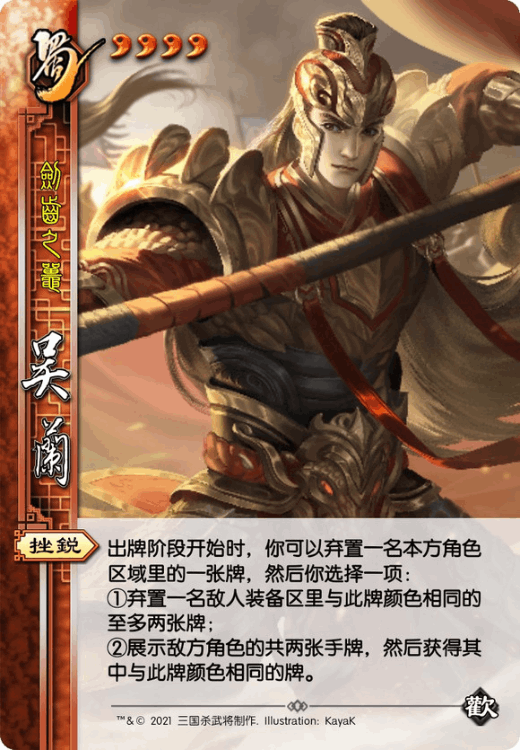 蜀
劍齒之鼉
吴蘭
挫鋭
出牌阶段开始时，你可以弃置一名本方角色
区域里的一张牌，然后你选择一项：
①弃置一名敌人装备区里与此牌颜色相同的
至多两张牌；
②展示敌方角色的共两张手牌，然后获得其
中与此牌颜色相同的牌。
歡
™&© 2021 三国杀武将制作. Illustration: KayaK